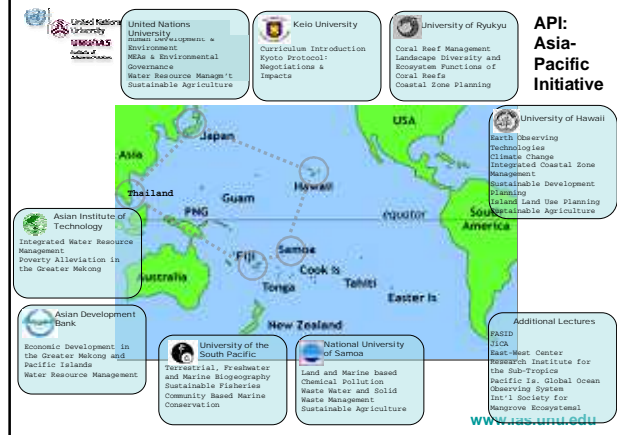 United Nations
University
UNU/IAS
Institute of
Advanced Studies
United Nations
University
Human Development &
Environment
MEAs & Environmental
Governance
Water Resource Managm't
Sustainable Agriculture
Keio University
Curriculum Introduction
Kyoto Protocol:
Negotiations &
Impacts
University of Ryukyu
Coral Reef Management
Landscape Diversity and
Ecosystem Functions of
Coral Reefs
Coastal Zone Planning
API:
Asia-
Pacific
Initiative
University of Hawaii
Earth Observing
Technologies
Climate Change
Integrated Coastal Zone
Management
Sustainable Development
Planning
Island Land Use Planning
Sustainable Agriculture
USA
Japan
Asia
Hawaii
Thailand
Guam
PNG
equator
South
America
Fiji
Samoa
Cook Is
Tahiti
Tonga
Australia
Easter Is
New Zealand
Asian Institute of
Technology
Integrated Water Resource
Management
Poverty Alleviation in
the Greater Mekong
Asian Development
Bank
Economic Development in
the Greater Mekong and
Pacific Islands
Water Resource Management
University of the
South Pacific
Terrestrial, Freshwater
and Marine Biogeography
Sustainable Fisheries
Community Based Marine
Conservation
National University
of Samoa
Land and Marine based
Chemical Pollution
Waste Water and Solid
Waste Management
Sustainable Agriculture
Additional Lectures
FASID
JICA
East-West Center
Research Institute for
the Sub-Tropics
Pacific Is. Global Ocean
Observing System
Int'l Society for
Mangrove Ecosystemal
www.ias.unu.edu